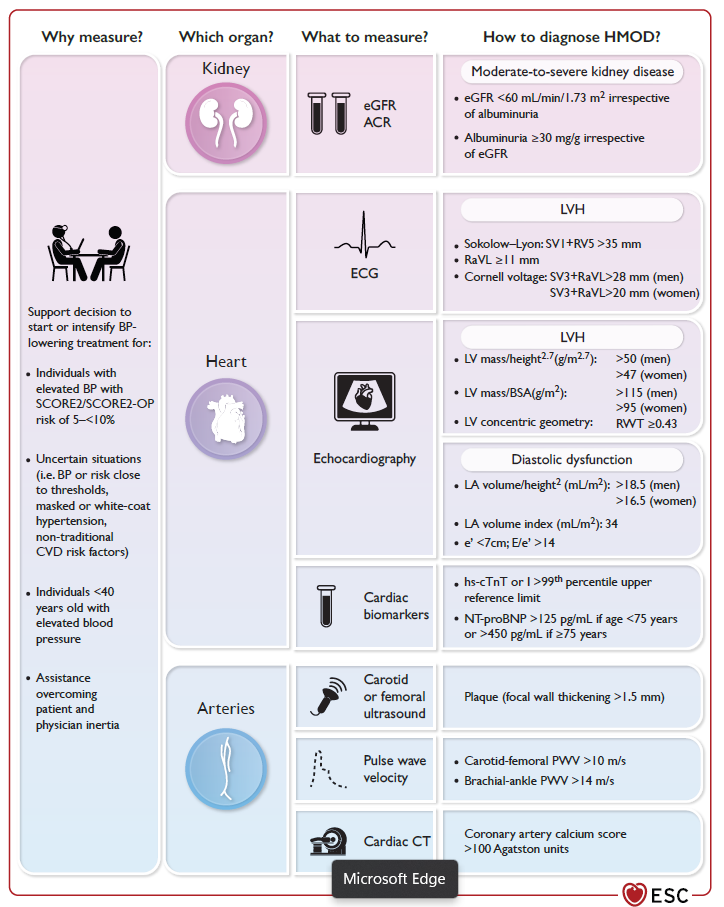 Why measure?
Which organ?
What to measure?
How to diagnose HMOD?
Support decision to
start or intensify BP-
lowering treatment for:
• Individuals with
elevated BP with
SCORE2/SCORE2-OP
risk of 5–<10%
• Uncertain situations
(i.e. BP or risk close
to thresholds,
masked or white-coat
hypertension,
non-traditional
CVD risk factors)
• Individuals <40
years old with
elevated blood
pressure
• Assistance
overcoming
patient and
physician inertia
Kidney
eGFR
ACR
Moderate-to-severe kidney disease
• eGFR <60 mL/min/1.73 m² irrespective
of albuminuria
• Albuminuria ≥30 mg/g irrespective
of eGFR
Heart
ECG
LVH
• Sokolow–Lyon: SV1+RV5 >35 mm
• RaVL ≥11 mm
• Cornell voltage: SV3+RaVL>28 mm (men)
SV3+RaVL>20 mm (women)
Echocardiography
LVH
• LV mass/height²·⁷(g/m²·⁷): >50 (men)
>47 (women)
• LV mass/BSA(g/m²): >115 (men)
>95 (women)
• LV concentric geometry: RWT ≥0.43
Diastolic dysfunction
• LA volume/height² (mL/m²): >18.5 (men)
>16.5 (women)
• LA volume index (mL/m²): 34
• e’ <7cm; E/e’ >14
Cardiac
biomarkers
• hs-cTnT or I >99th percentile upper
reference limit
• NT-proBNP >125 pg/mL if age <75 years
or >450 pg/mL if ≥75 years
Arteries
Carotid
or femoral
ultrasound
Plaque (focal wall thickening >1.5 mm)
Pulse wave
velocity
• Carotid-femoral PWV >10 m/s
• Brachial-ankle PWV >14 m/s
Cardiac CT
Coronary artery calcium score
>100 Agatston units
Microsoft Edge
ESC